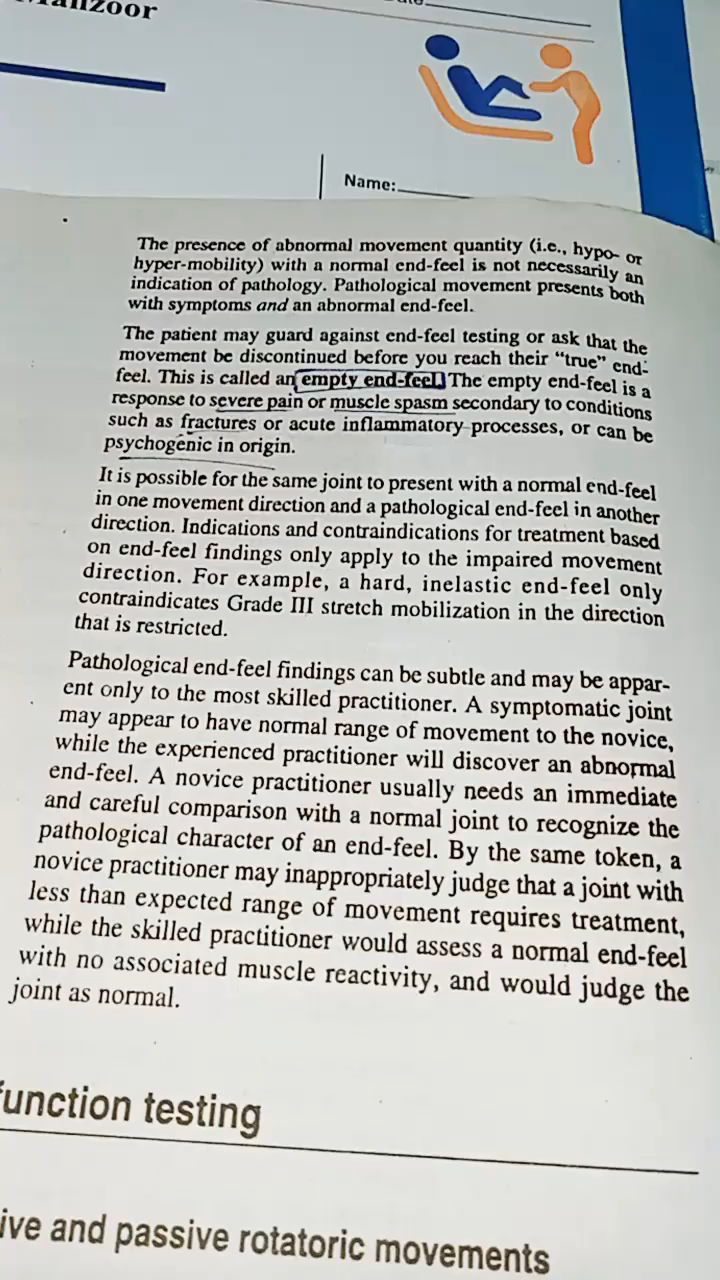 Name:
The presence of abnormal movement quantity (i.e., hypo- or
hyper-mobility) with a normal end-feel is not necessarily an
indication of pathology. Pathological movement presents both
with symptoms and an abnormal end-feel.
The patient may guard against end-feel testing or ask that the
movement be discontinued before you reach their “true” end-
feel. This is called an empty end-feel. The empty end-feel is a
response to severe pain or muscle spasm secondary to conditions
such as fractures or acute inflammatory processes, or can be
psychogenic in origin.
It is possible for the same joint to present with a normal end-feel
in one movement direction and a pathological end-feel in another
direction. Indications and contraindications for treatment based
on end-feel findings only apply to the impaired movement
direction. For example, a hard, inelastic end-feel only
contraindicates Grade III stretch mobilization in the direction
that is restricted.
Pathological end-feel findings can be subtle and may be appar-
ent only to the most skilled practitioner. A symptomatic joint
may appear to have normal range of movement to the novice,
while the experienced practitioner will discover an abnormal
end-feel. A novice practitioner usually needs an immediate
and careful comparison with a normal joint to recognize the
pathological character of an end-feel. By the same token, a
novice practitioner may inappropriately judge that a joint with
less than expected range of movement requires treatment,
while the skilled practitioner would assess a normal end-feel
with no associated muscle reactivity, and would judge the
joint as normal.
unction testing
ive and passive rotatoric movements